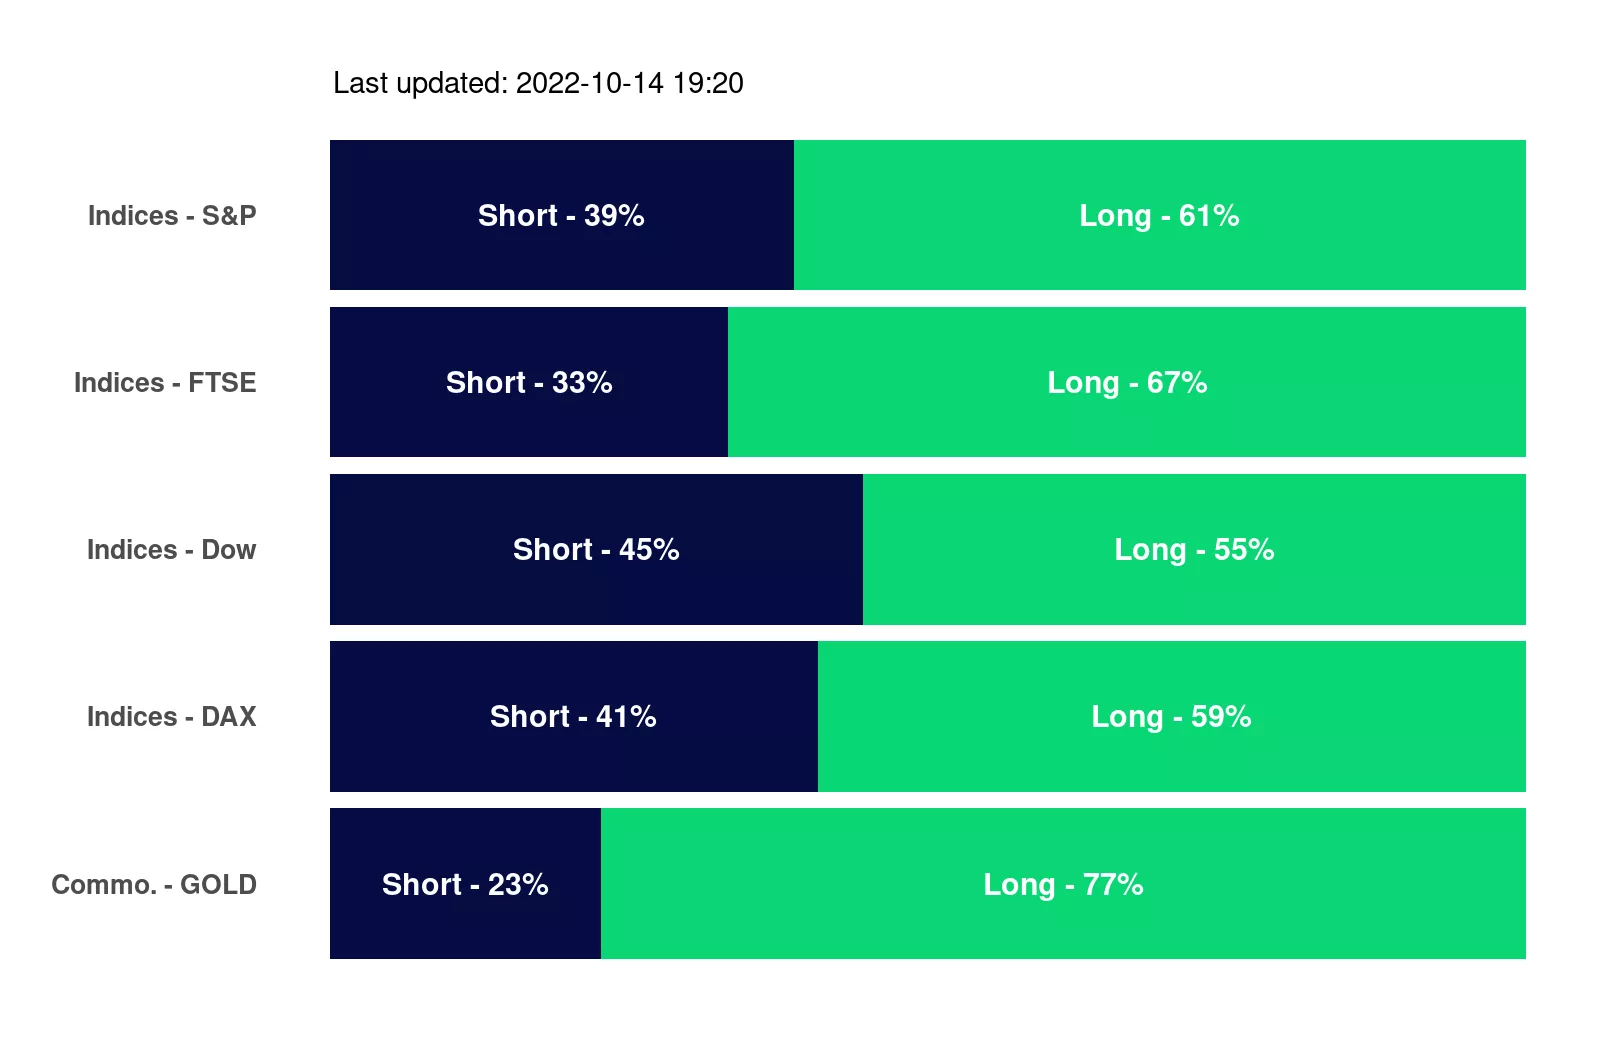 Last updated: 2022-10-14 19:20
Indices - S&P Short - 39% Long - 61%
Indices - FTSE Short - 33% Long - 67%
Indices - Dow Short - 45% Long - 55%
Indices - DAX Short - 41% Long - 59%
Commo. - GOLD Short - 23% Long - 77%